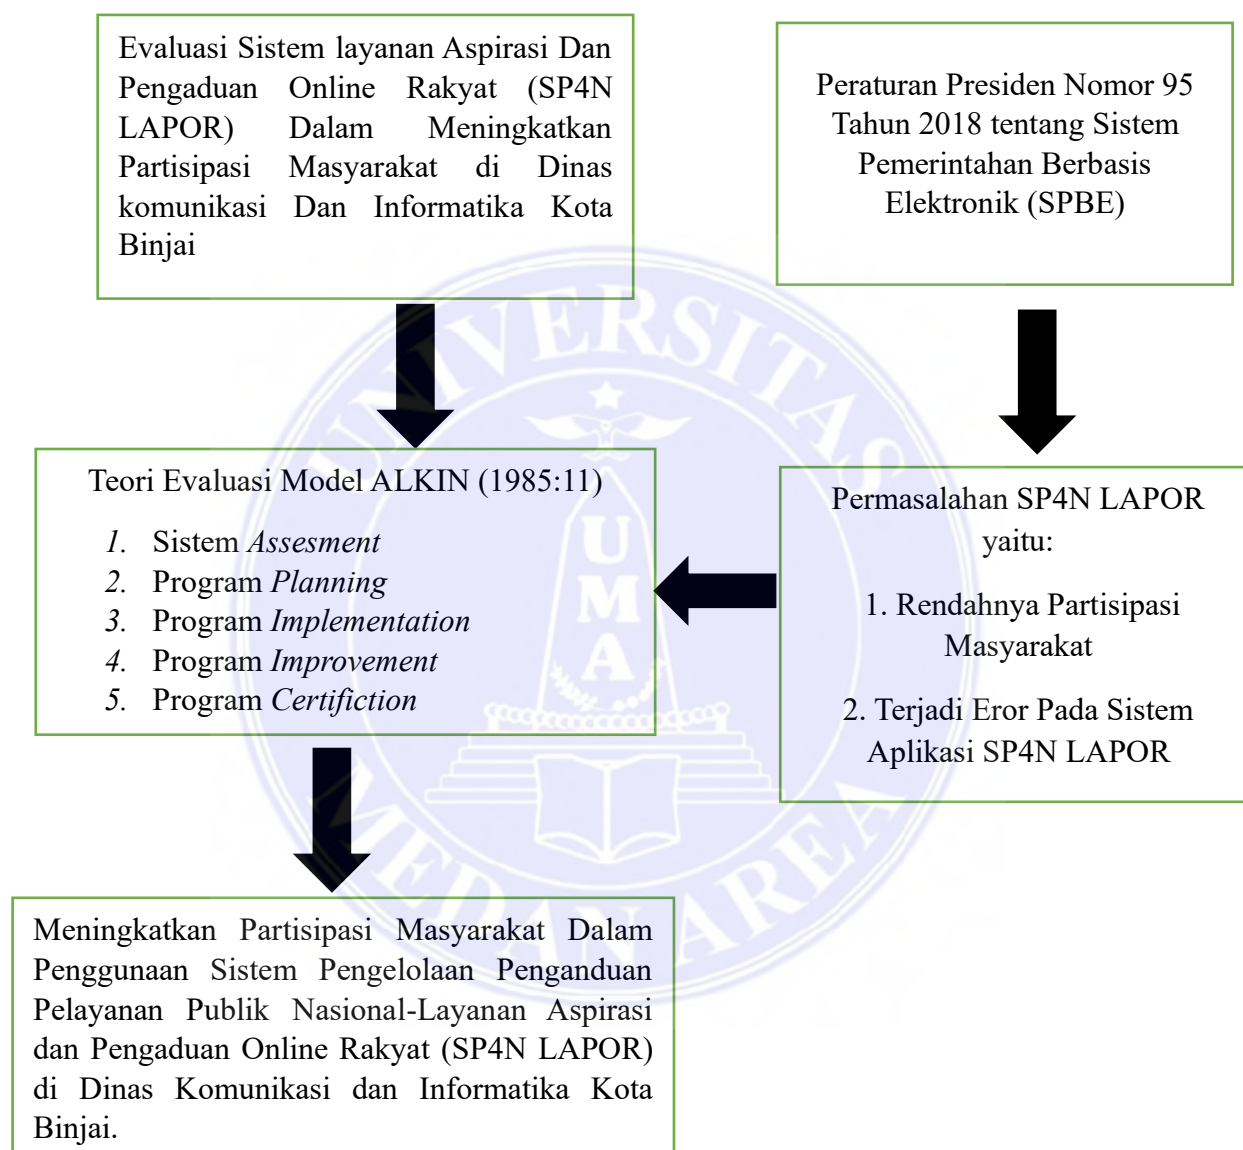 Evaluasi Sistem layanan Aspirasi Dan
Pengaduan Online Rakyat (SP4N
LAPOR) Dalam Meningkatkan
Partisipasi Masyarakat di Dinas
komunikasi Dan Informatika Kota
Binjai
Peraturan Presiden Nomor 95
Tahun 2018 tentang Sistem
Pemerintahan Berbasis
Elektronik (SPBE)
Teori Evaluasi Model ALKIN (1985:11)
1. Sistem Assesment
2. Program Planning
3. Program Implementation
4. Program Improvement
5. Program Certifiction
Permasalahan SP4N LAPOR
yaitu:
1. Rendahnya Partisipasi
Masyarakat
2. Terjadi Eror Pada Sistem
Aplikasi SP4N LAPOR
Meningkatkan Partisipasi Masyarakat Dalam
Penggunaan Sistem Pengelolaan Penganduan
Pelayanan Publik Nasional-Layanan Aspirasi
dan Pengaduan Online Rakyat (SP4N LAPOR)
di Dinas Komunikasi dan Informatika Kota
Binjai.
UNIVERSITAS
UMA
MEDAN AREA